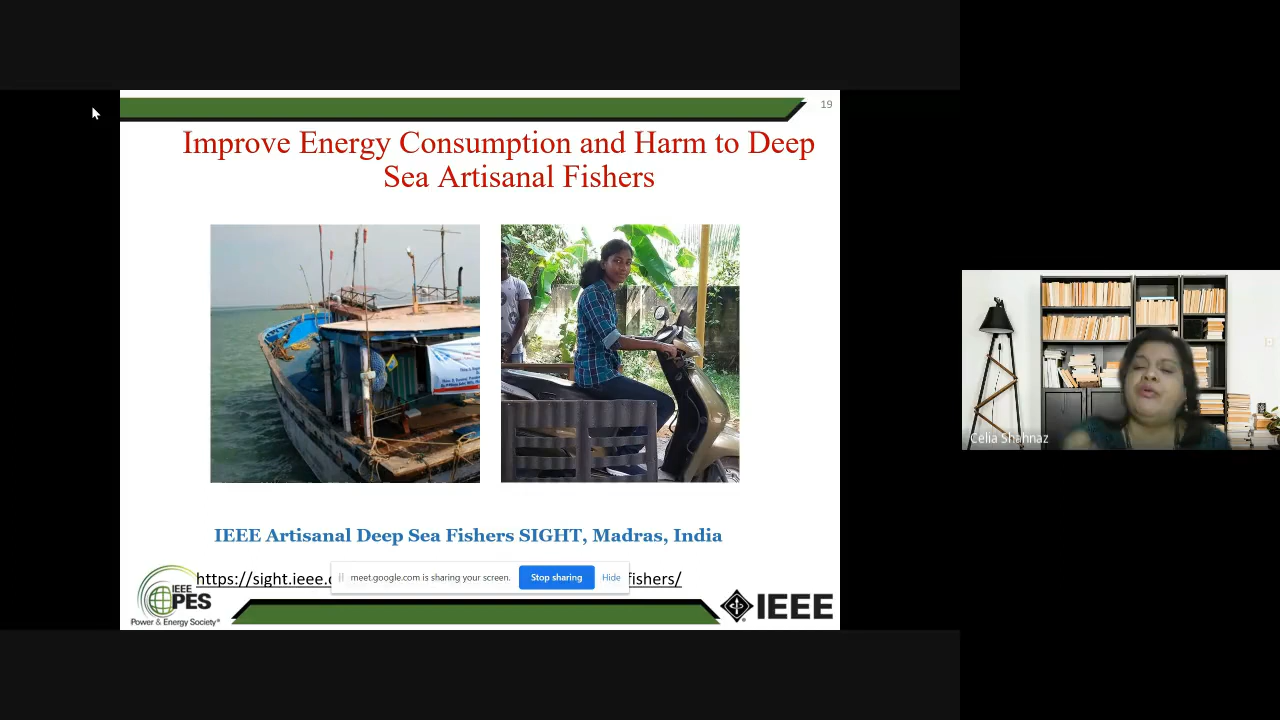 19
Improve Energy Consumption and Harm to Deep
Sea Artisanal Fishers
IEEE Artisanal Deep Sea Fishers SIGHT, Madras, India
https://sight.ieee.
fishers/
meet.google.com is sharing your screen.
Stop sharing
Hide
IEEE
PES
Power & Energy Society®
IEEE
Celia Shahnaz